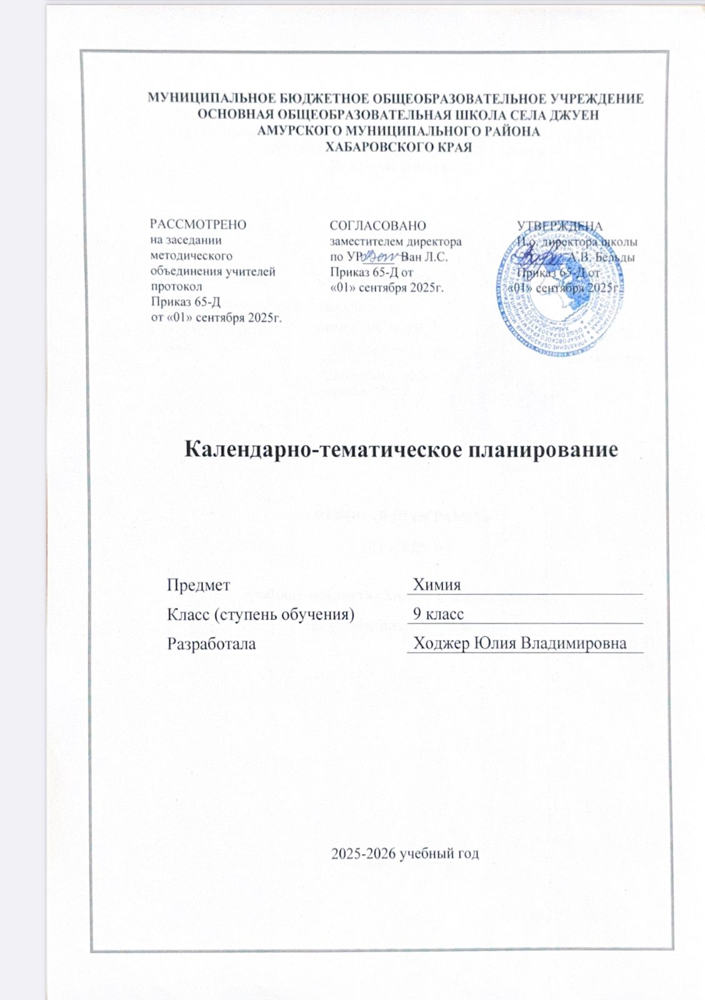 МУНИЦИПАЛЬНОЕ БЮДЖЕТНОЕ ОБЩЕОБРАЗОВАТЕЛЬНОЕ УЧРЕЖДЕНИЕ
ОСНОВНАЯ ОБЩЕОБРАЗОВАТЕЛЬНАЯ ШКОЛА СЕЛА ДЖУЕН
АМУРСКОГО МУНИЦИПАЛЬНОГО РАЙОНА
ХАБАРОВСКОГО КРАЯ
РАССМОТРЕНО
на заседании
методического
объединения учителей
протокол
Приказ 65-Д
от «01» сентября 2025г.
СОГЛАСОВАНО
заместителем директора
по УР Ван Л.С.
Приказ 65-Д от
«01» сентября 2025г.
УТВЕРЖДЕНА
И.о. директора школы
А.В. Бельды
Приказ 65-Д от
«01» сентября 2025г
Календарно-тематическое планирование
Предмет Химия
Класс (ступень обучения) 9 класс
Разработала Ходжер Юлия Владимировна
2025-2026 учебный год